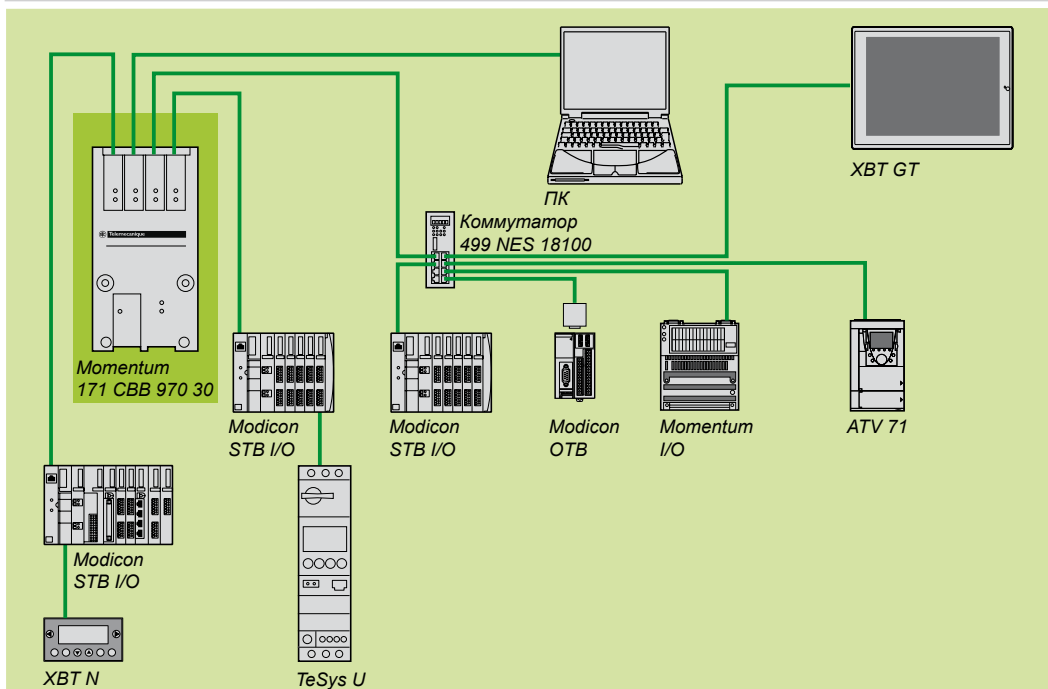 Telemecanique
XBT GT
ПК
Коммутатор
499 NES 18100
Momentum
171 CBB 970 30
Modicon
STB I/O
Modicon
STB I/O
Modicon
OTB
Momentum
I/O
ATV 71
Modicon
STB I/O
XBT N
TeSys U